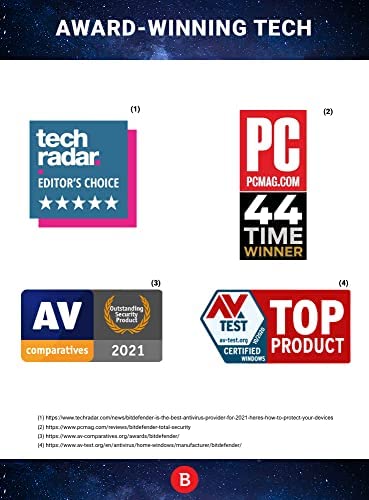 AWARD-WINNING TECH
(1)
tech
radar.
EDITOR'S CHOICE
(2)
PC
PCMAG.COM
44
TIME
WINNER
(3)
AV
comparatives
Outstanding
Security
Product
2021
(4)
AV
TEST
av-test.org
10/2020
CERTIFIED
WINDOWS
TOP
PRODUCT
(1) https://www.techradar.com/news/bitdefender-is-the-best-antivirus-provider-for-2021-heres-how-to-protect-your-devices
(2) https://www.pcmag.com/reviews/bitdefender-total-security
(3) https://www.av-comparatives.org/awards/bitdefender/
(4) https://www.av-test.org/en/antivirus/home-windows/manufacturer/bitdefender/
B